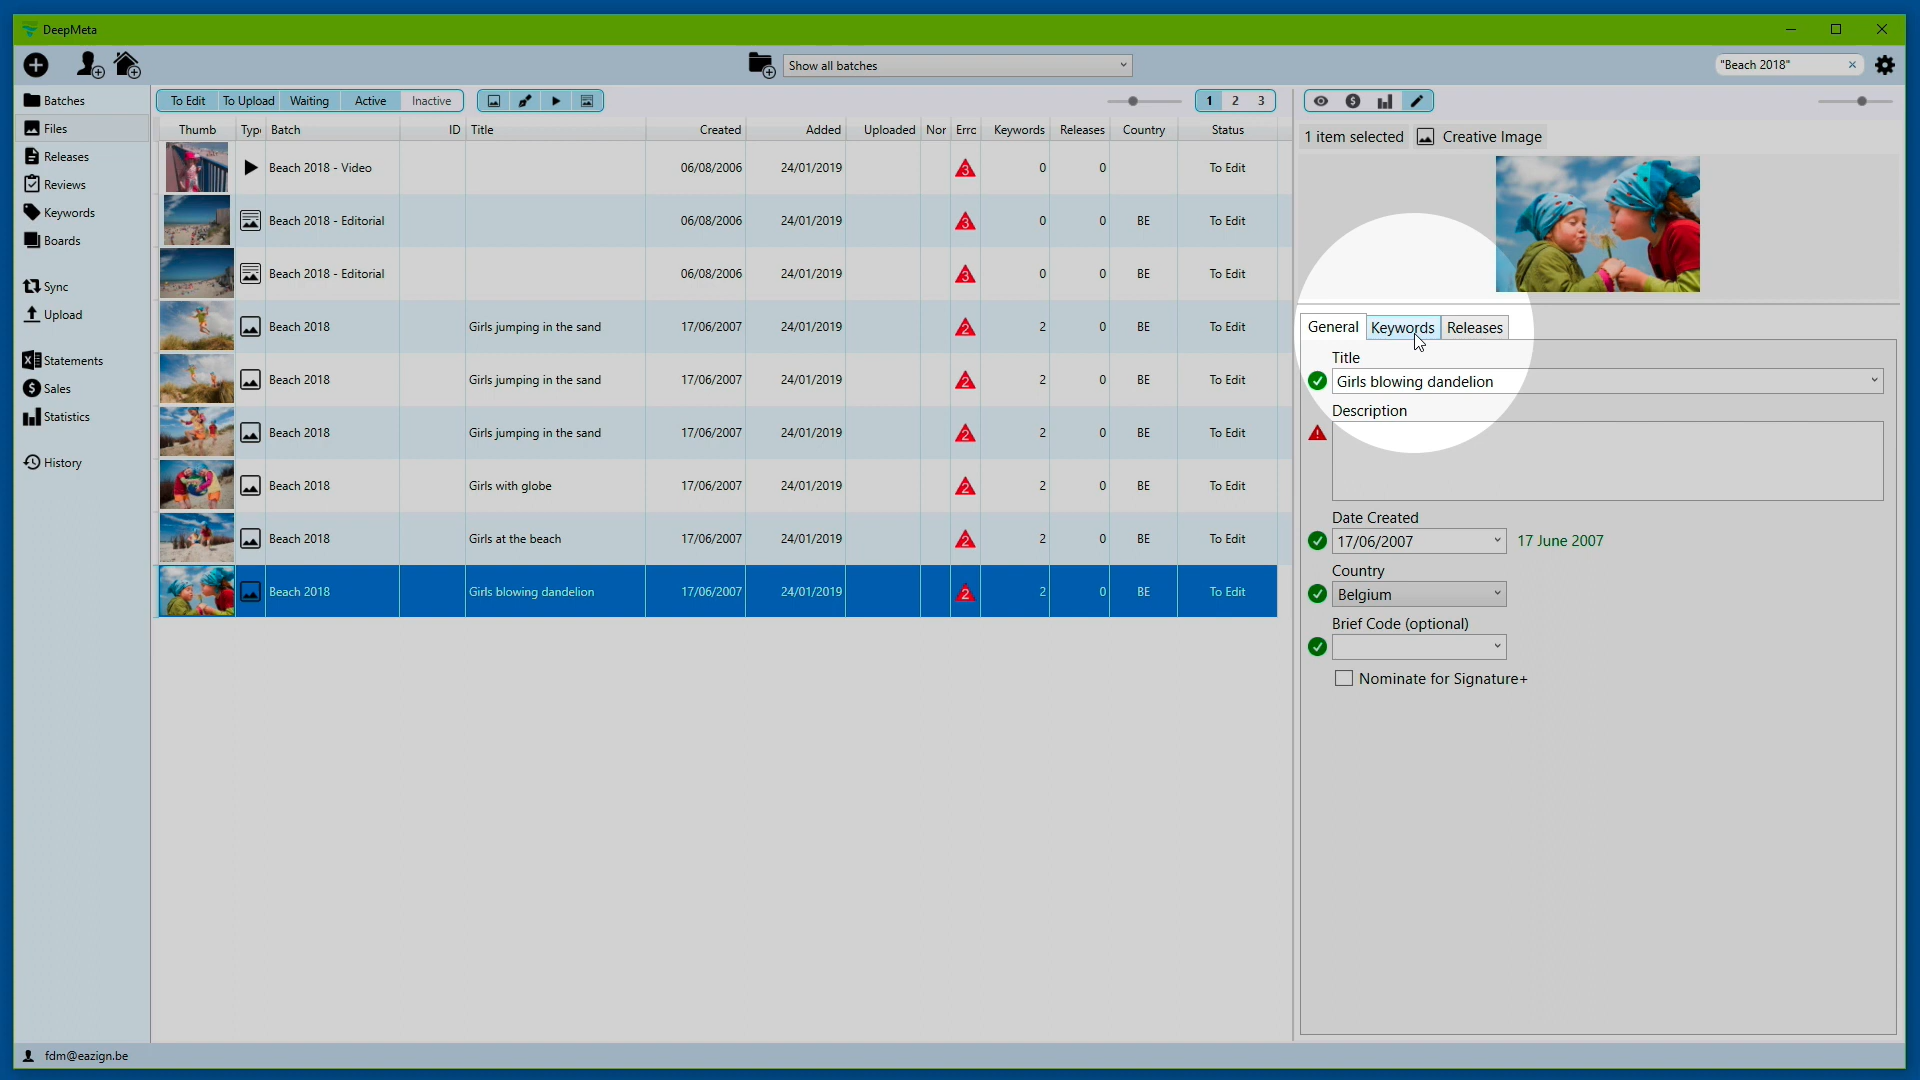 DeepMeta
Show all batches
"Beach 2018"
Batches
Files
Releases
Reviews
Keywords
Boards
Sync
Upload
Statements
Sales
Statistics
History
To Edit To Upload Waiting Active Inactive
1 2 3
Thumb Type Batch ID Title Created Added Uploaded Nor Errc Keywords Releases Country Status
Beach 2018 - Video 06/08/2006 24/01/2019 3 0 0 To Edit
Beach 2018 - Editorial 06/08/2006 24/01/2019 3 0 0 BE To Edit
Beach 2018 - Editorial 06/08/2006 24/01/2019 3 0 0 BE To Edit
Beach 2018 Girls jumping in the sand 17/06/2007 24/01/2019 2 2 0 BE To Edit
Beach 2018 Girls jumping in the sand 17/06/2007 24/01/2019 2 2 0 BE To Edit
Beach 2018 Girls jumping in the sand 17/06/2007 24/01/2019 2 2 0 BE To Edit
Beach 2018 Girls with globe 17/06/2007 24/01/2019 2 2 0 BE To Edit
Beach 2018 Girls at the beach 17/06/2007 24/01/2019 2 2 0 BE To Edit
Beach 2018 Girls blowing dandelion 17/06/2007 24/01/2019 2 2 0 BE To Edit
1 item selected Creative Image
General Keywords Releases
Title
Girls blowing dandelion
Description
Date Created
17/06/2007 17 June 2007
Country
Belgium
Brief Code (optional)
Nominate for Signature+
fdm@eazign.be